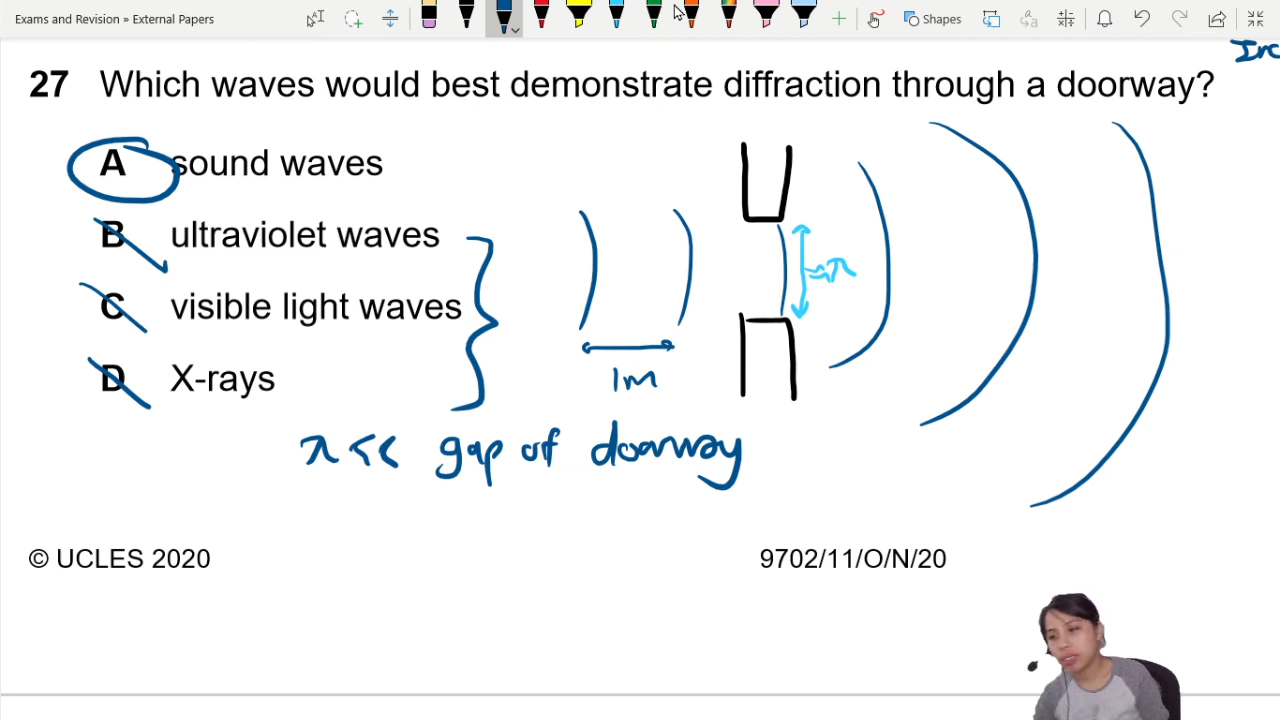 Exams and Revision » External Papers
Shapes
27 Which waves would best demonstrate diffraction through a doorway?
A sound waves
B ultraviolet waves
C visible light waves
D X-rays
≈λ
1m
λ << gap of doorway
© UCLES 2020
9702/11/O/N/20